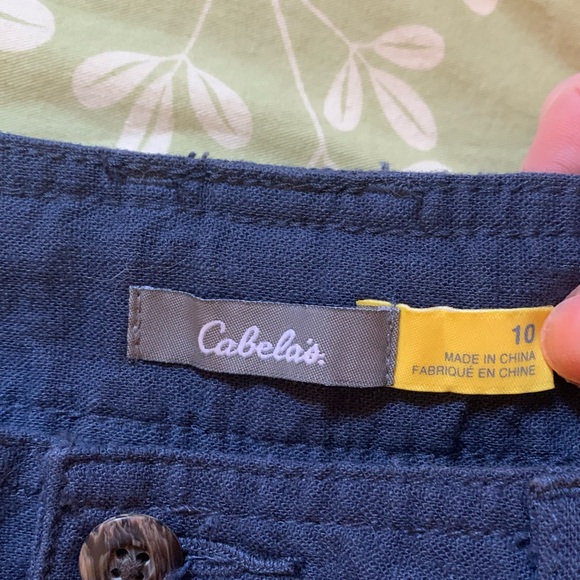 Cabela's.
10
MADE IN CHINA
FABRIQUÉ EN CHINE